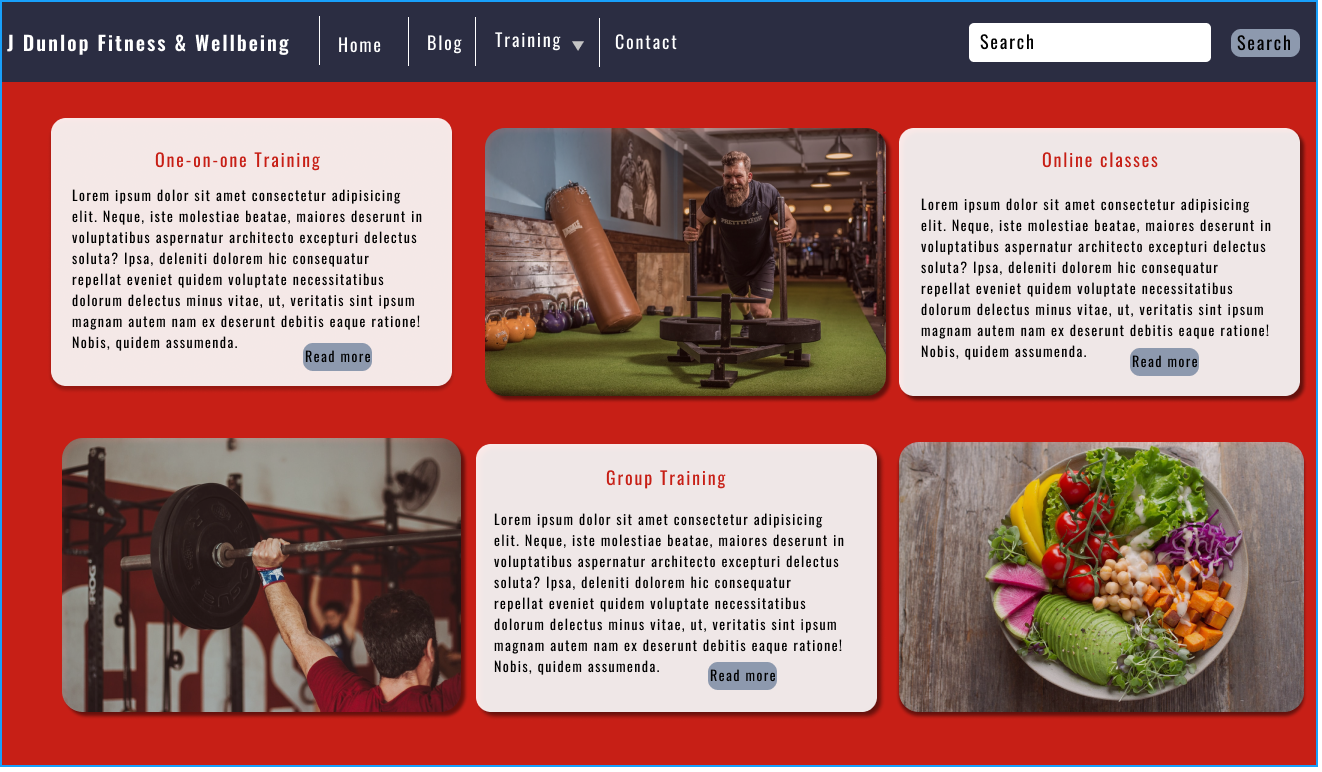 J Dunlop Fitness & Wellbeing
Home
Blog
Training
Contact
Search
Search
One-on-one Training
Lorem ipsum dolor sit amet consectetur adipisicing
elit. Neque, iste molestiae beatae, maiores deserunt in
voluptatibus aspernatur architecto excepturi delectus
soluta? Ipsa, deleniti dolorem hic consequatur
repellat eveniet quidem voluptate necessitatibus
dolorum delectus minus vitae, ut, veritatis sint ipsum
magnam autem nam ex deserunt debitis eaque ratione!
Nobis, quidem assumenda.
Read more
Online classes
Lorem ipsum dolor sit amet consectetur adipisicing
elit. Neque, iste molestiae beatae, maiores deserunt in
voluptatibus aspernatur architecto excepturi delectus
soluta? Ipsa, deleniti dolorem hic consequatur
repellat eveniet quidem voluptate necessitatibus
dolorum delectus minus vitae, ut, veritatis sint ipsum
magnam autem nam ex deserunt debitis eaque ratione!
Nobis, quidem assumenda.
Read more
Group Training
Lorem ipsum dolor sit amet consectetur adipisicing
elit. Neque, iste molestiae beatae, maiores deserunt in
voluptatibus aspernatur architecto excepturi delectus
soluta? Ipsa, deleniti dolorem hic consequatur
repellat eveniet quidem voluptate necessitatibus
dolorum delectus minus vitae, ut, veritatis sint ipsum
magnam autem nam ex deserunt debitis eaque ratione!
Nobis, quidem assumenda.
Read more